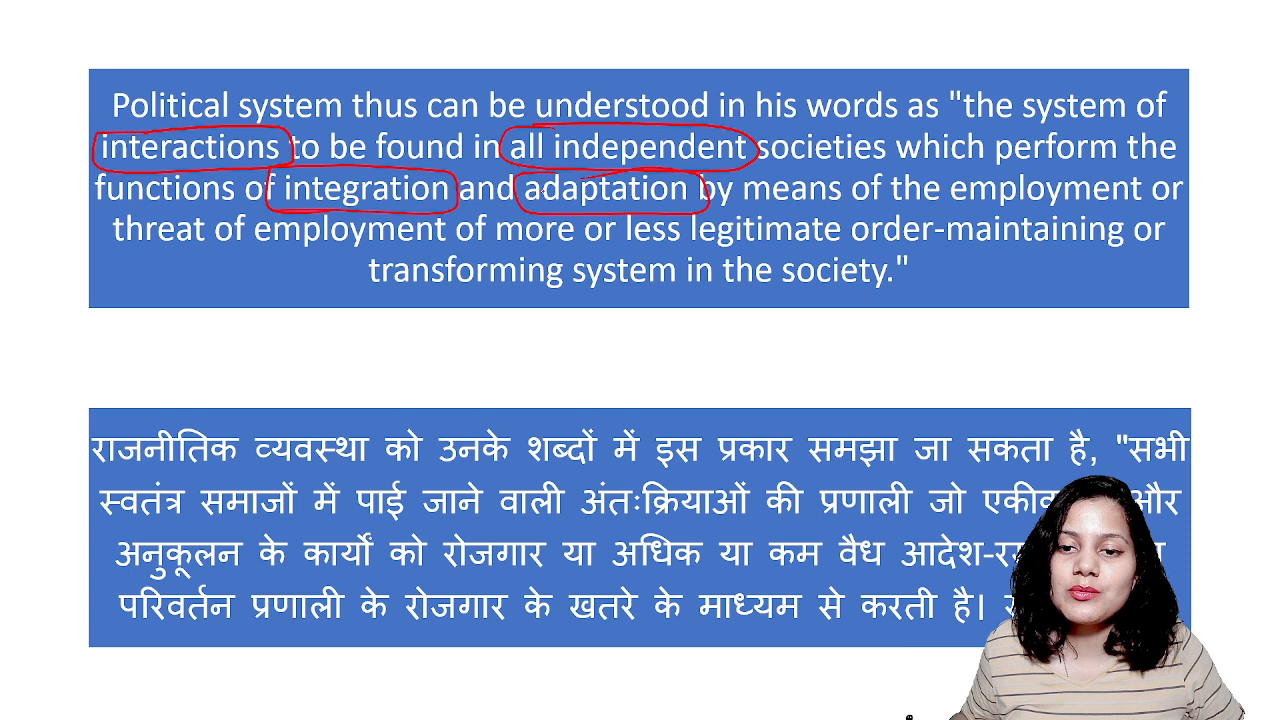 Political system thus can be understood in his words as "the system of
interactions to be found in all independent societies which perform the
functions of integration and adaptation by means of the employment or
threat of employment of more or less legitimate order-maintaining or
transforming system in the society."
राजनीतिक व्यवस्था को उनके शब्दों में इस प्रकार समझा जा सकता है, "सभी
स्वतंत्र समाजों में पाई जाने वाली अंतःक्रियाओं की प्रणाली जो और
अनुकूलन के कार्यों को रोजगार या अधिक या कम वैध
परिवर्तन प्रणाली के रोजगार के खतरे के माध्यम से करती है।